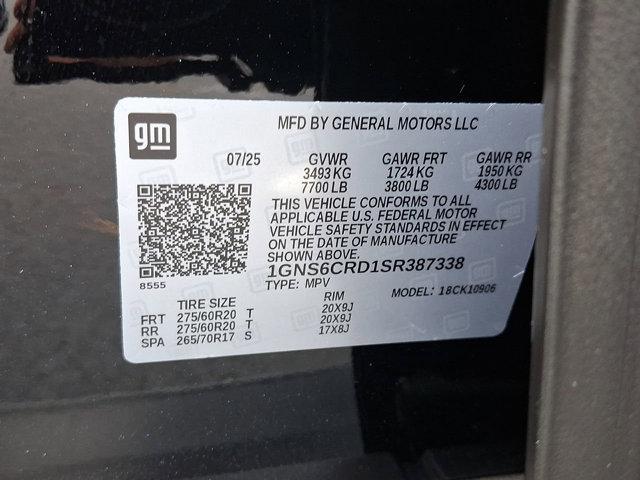 gm
MFD BY GENERAL MOTORS LLC
07/25 GVWR GAWR FRT GAWR RR
3493 KG 1724 KG 1950 KG
7700 LB 3800 LB 4300 LB
THIS VEHICLE CONFORMS TO ALL
APPLICABLE U.S. FEDERAL MOTOR
VEHICLE SAFETY STANDARDS IN EFFECT
ON THE DATE OF MANUFACTURE
SHOWN ABOVE.
1GNS6CRD1SR387338
8555
TYPE: MPV MODEL: 18CK10906
TIRE SIZE RIM
FRT 275/60R20 T 20X9J
RR 275/60R20 T 20X9J
SPA 265/70R17 S 17X8J